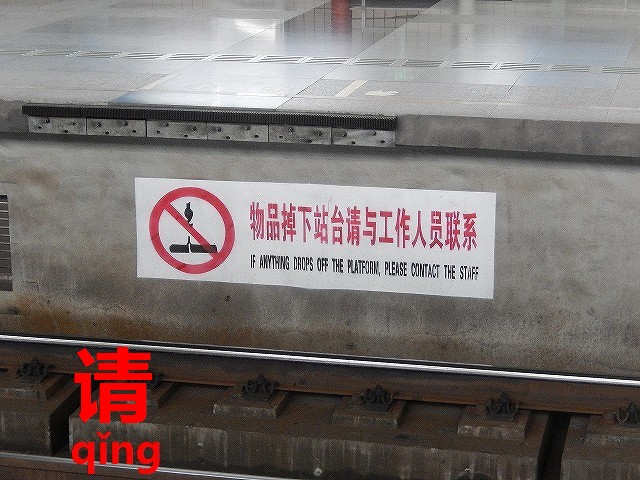 物品掉下站台请与工作人员联系
IF ANYTHING DROPS OFF THE PLATFORM, PLEASE CONTACT THE STAFF
请
qǐng